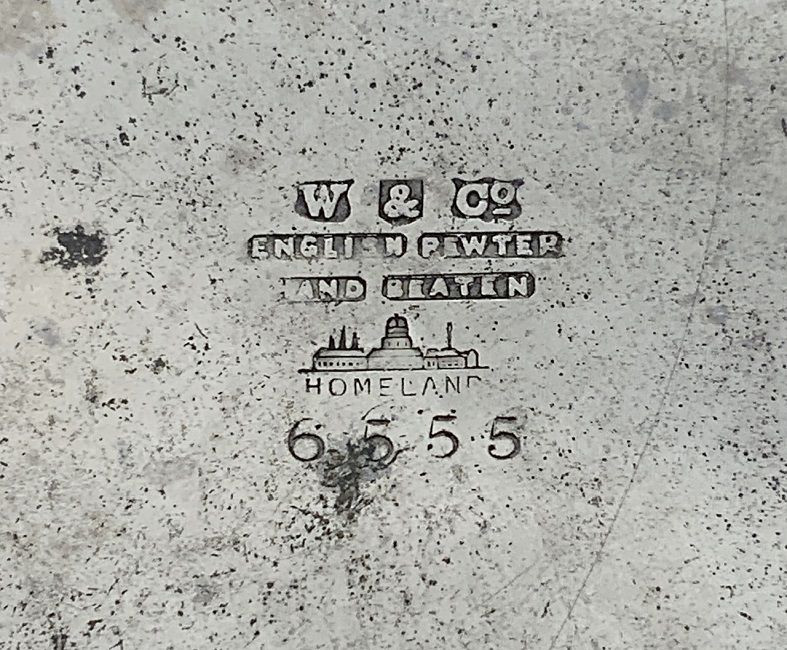 W & Co
ENGLISH PEWTER
HAND BEATEN
HOMELAND
6555